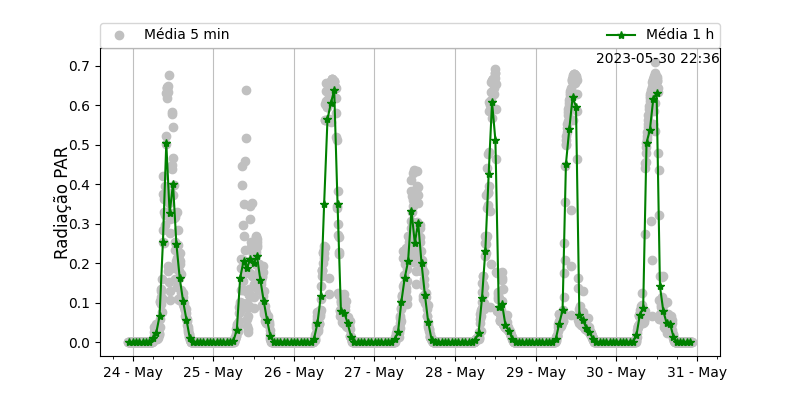 Média 5 min
Média 1 h
2023-05-30 22:36
Radiação PAR
0.7
0.6
0.5
0.4
0.3
0.2
0.1
0.0
24 - May
25 - May
26 - May
27 - May
28 - May
29 - May
30 - May
31 - May